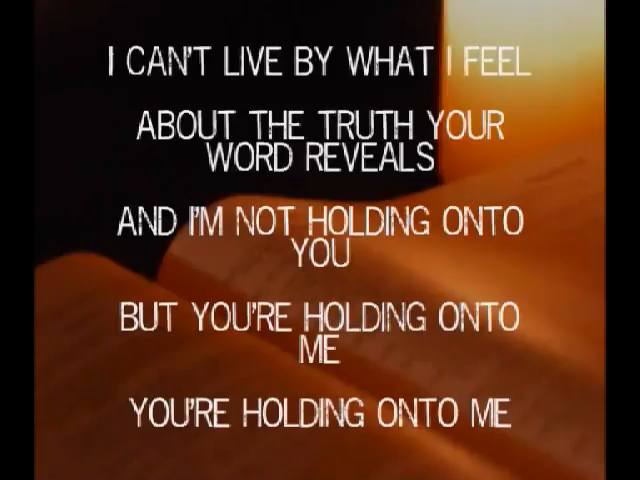 I CAN'T LIVE BY WHAT I FEEL
ABOUT THE TRUTH YOUR
WORD REVEALS
AND I'M NOT HOLDING ONTO
YOU
BUT YOU'RE HOLDING ONTO
ME
YOU'RE HOLDING ONTO ME